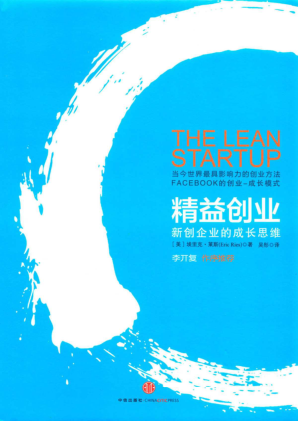 THE LEAN
STARTUP
当今世界最具影响力的创业方法
FACEBOOK的创业-成长模式
精益创业
新创企业的成长思维
[美] 埃里克·莱斯(Eric Ries)◎著 吴彤◎译
李开复
中信出版社 CHINA CITIC PRESS